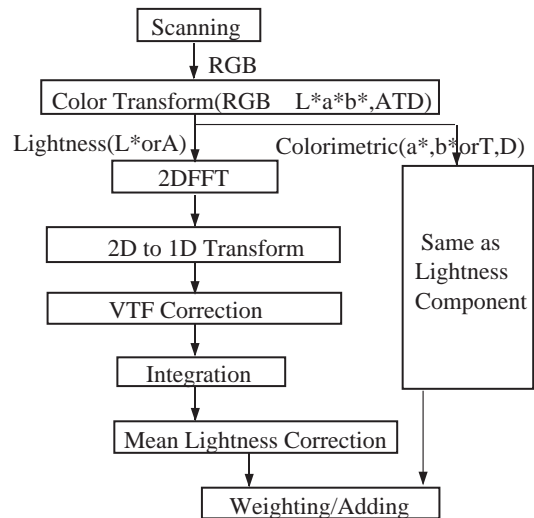 Scanning
RGB
Color Transform(RGB L*a*b*,ATD)
Lightness(L*orA)
Colorimetric(a*,b*orT,D)
2DFFT
2D to 1D Transform
VTF Correction
Integration
Mean Lightness Correction
Same as
Lightness
Component
Weighting/Adding